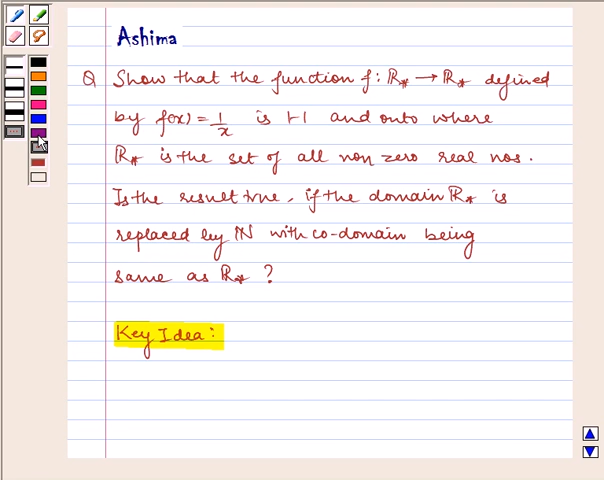 Ashima
Q Show that the function f: R* → R* defined
by f(x) = 1/x is 1-1 and onto where
R* is the set of all non zero real nos.
Is the result true, if the domain R* is
replaced by N with co-domain being
same as R* ?
Key Idea: